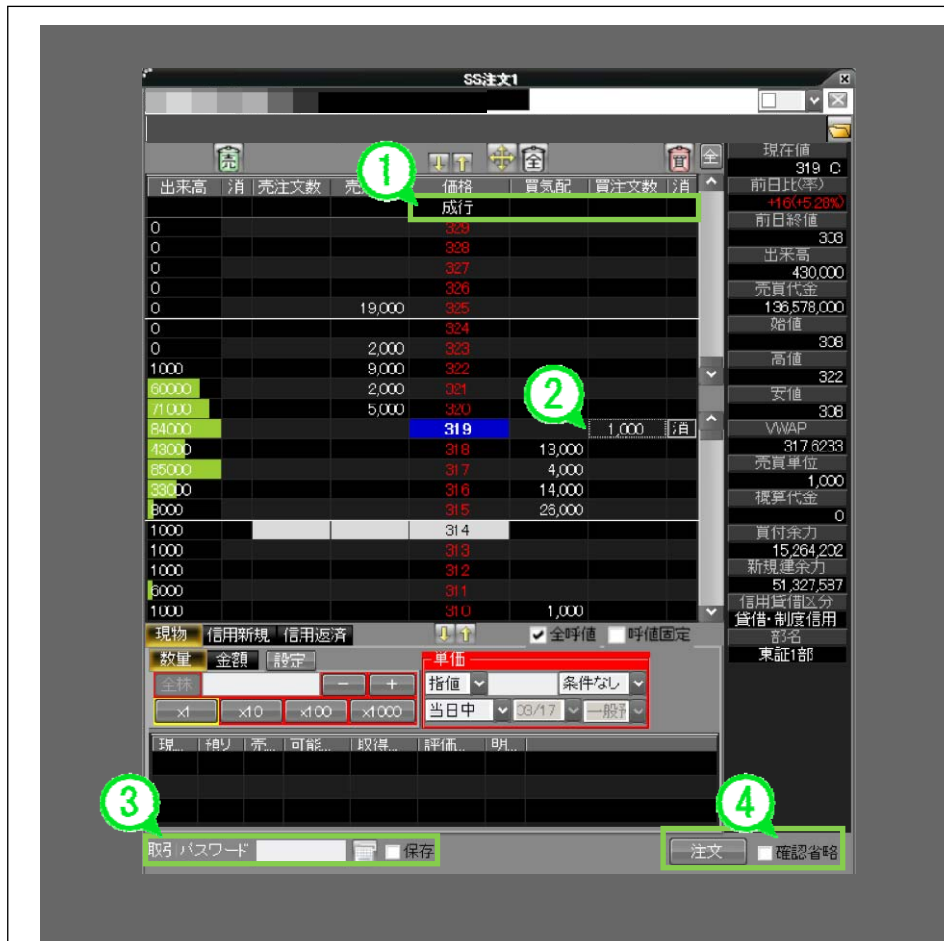 SS注文1
売
全
買
全
現在値
319 C
出来高 消 売注文数 価格 買気配 買注文数 消
前日比(率)
+16(+5.28%)
成行
前日終値
0 329
303
0 328
出来高
0 327
430,000
0 326
売買代金
136,578,000
0 19,000 325
始値
0 324
308
0 2,000 323
高値
1000 9,000 322
322
60000 2,000 321
安値
71000 5,000 320
308
84000 319 1,000 消
VWAP
317.6233
43000 318 13,000
売買単位
85000 317 4,000
1,000
33000 316 14,000
概算代金
0
8000 315 26,000
買付余力
1000 314
15,264,202
1000 313
新規建余力
1000 312
51,327,537
6000 311
信用貸借区分
貸借・制度信用
1000 310 1,000
部名
東証1部
現物 信用新規 信用返済 全呼値 呼値固定
数量 金額 設定 単価
全株 - + 指値 条件なし
x1 x10 x100 x1000 当日中 03/17
現... 預り 売... 可能... 取得... 評価... 明...
取引パスワード 保存 注文 確認省略
1
2
3
4